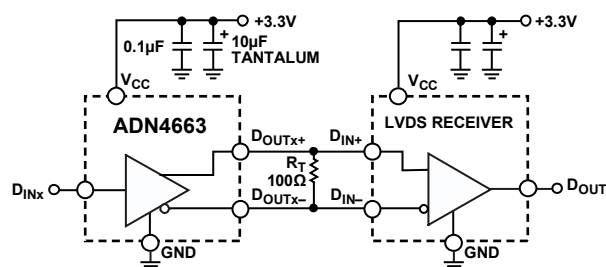 +3.3V
+3.3V
0.1µF
+
10µF
TANTALUM
+
VCC
VCC
ADN4663
LVDS RECEIVER
DOUTx+
DIN+
RT
100Ω
DINx
DOUT
DOUTx–
DIN–
GND
GND